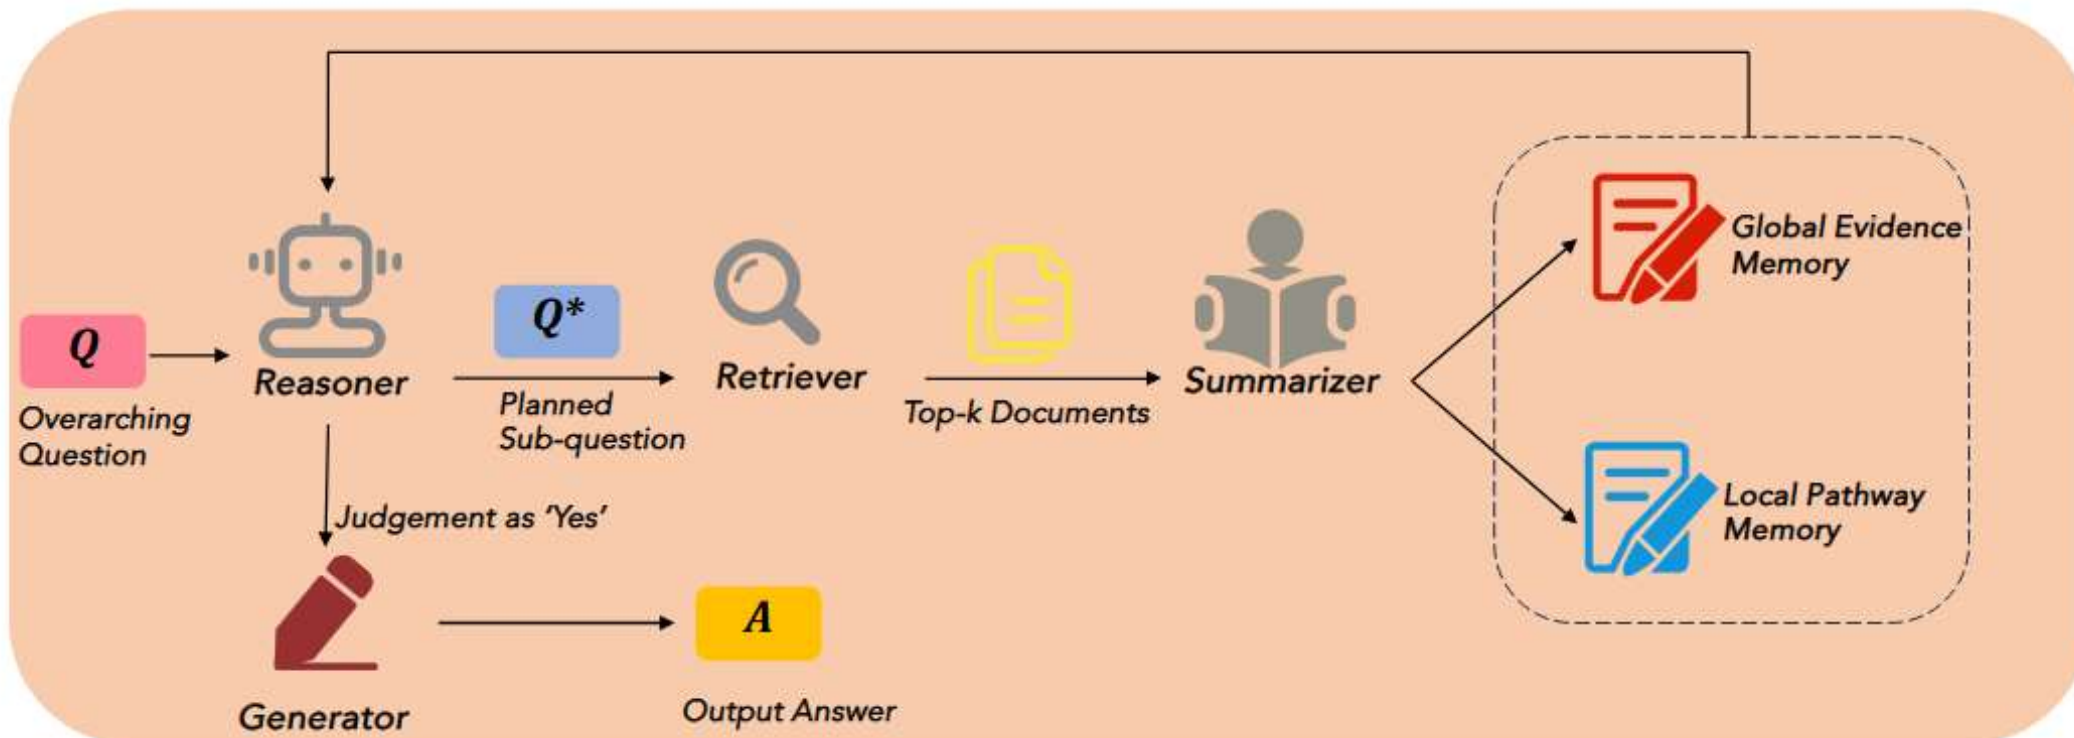 Global Evidence
Memory
Q
Q*
Reasoner
Retriever
Summarizer
Overarching
Question
Planned
Sub-question
Top-k Documents
Judgement as 'Yes'
Local Pathway
Memory
A
Generator
Output Answer